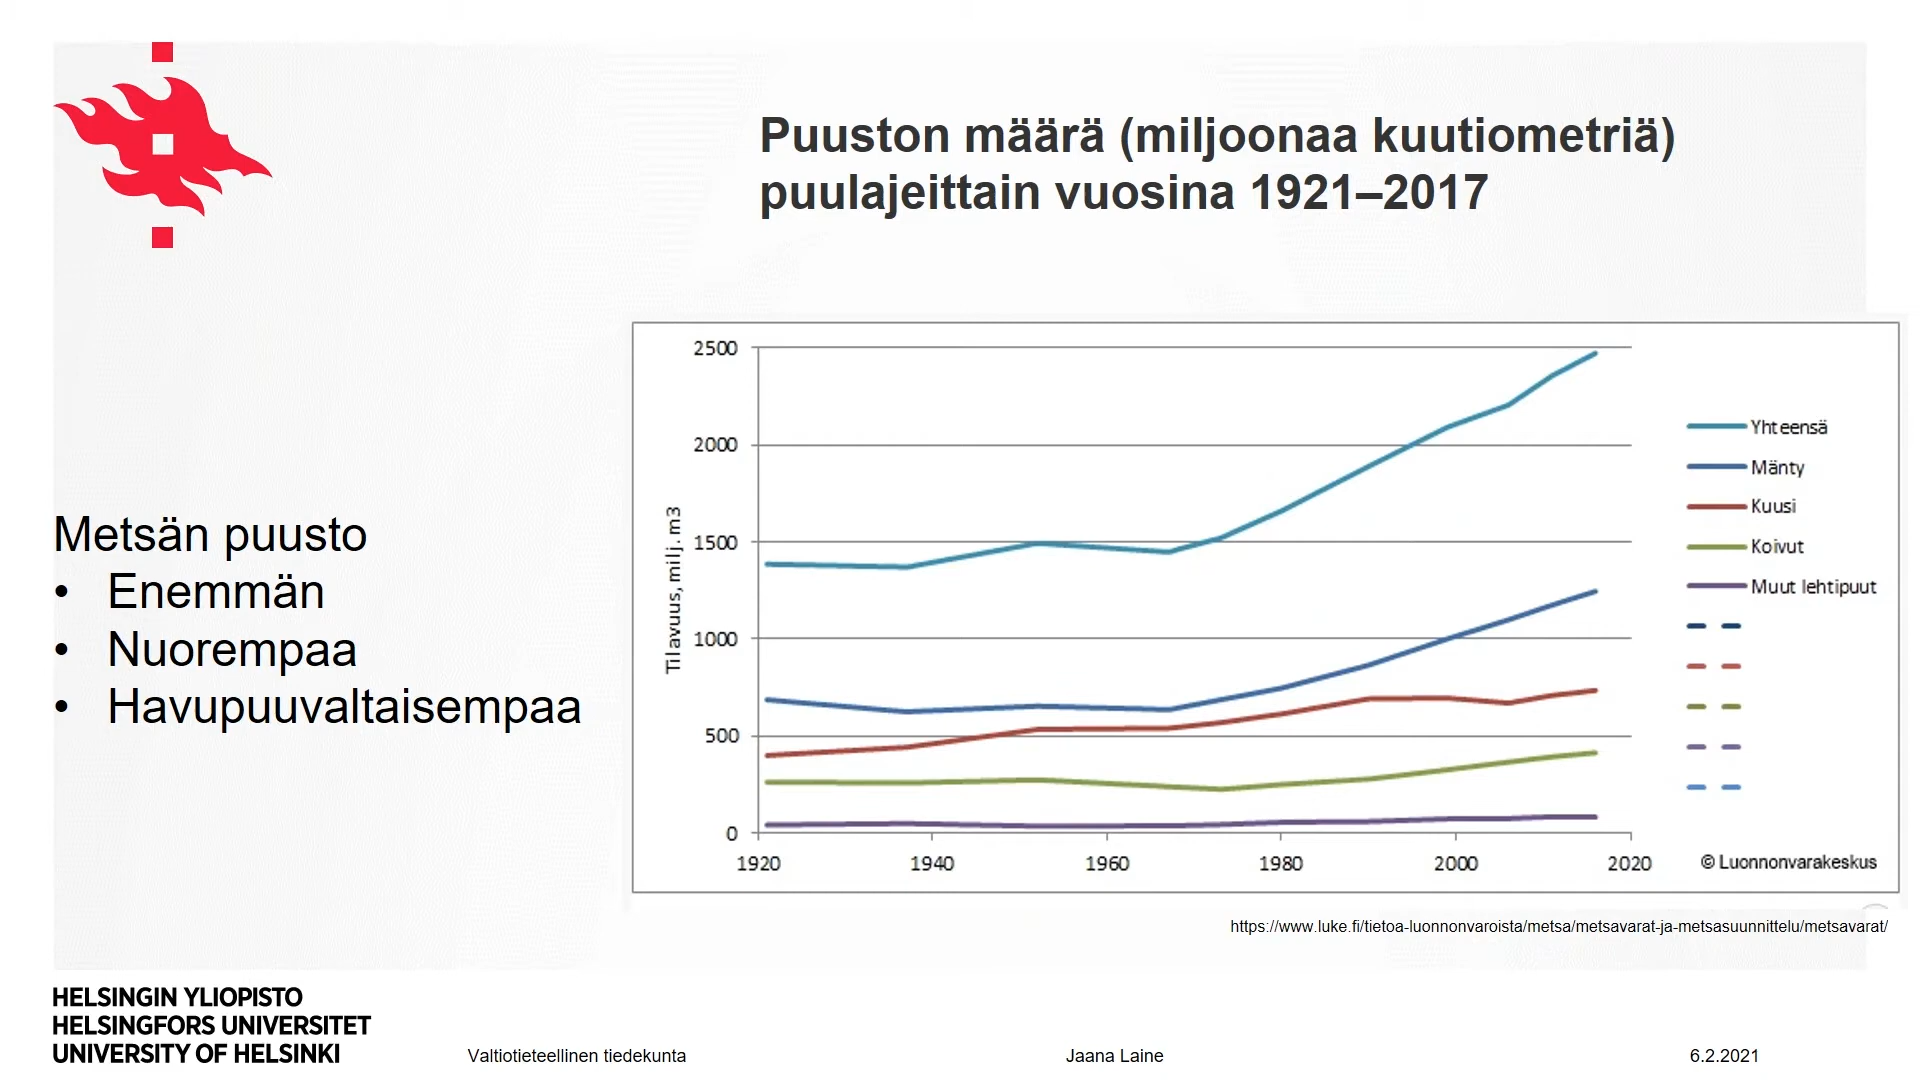 Puuston määrä (miljoonaa kuutiometriä)
puulajeittain vuosina 1921–2017
Metsän puusto
• Enemmän
• Nuorempaa
• Havupuuvaltaisempaa
Tilavuus, milj. m3
2500
2000
1500
1000
500
0
1920 1940 1960 1980 2000 2020
Yhteensä
Mänty
Kuusi
Koivut
Muut lehtipuut
© Luonnonvarakeskus
https://www.luke.fi/tietoa-luonnonvaroista/metsa/metsavarat-ja-metsasuunnittelu/metsavarat/
HELSINGIN YLIOPISTO
HELSINGFORS UNIVERSITET
UNIVERSITY OF HELSINKI
Valtiotieteellinen tiedekunta
Jaana Laine
6.2.2021